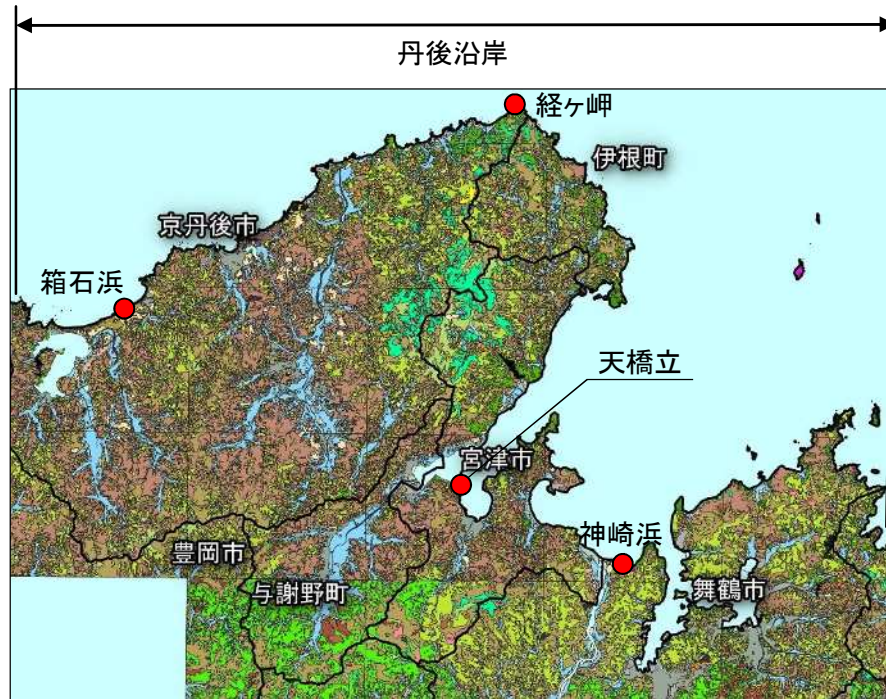 丹後沿岸
経ヶ岬
伊根町
京丹後市
箱石浜
天橋立
宮津市
神崎浜
豊岡市
与謝野町
舞鶴市